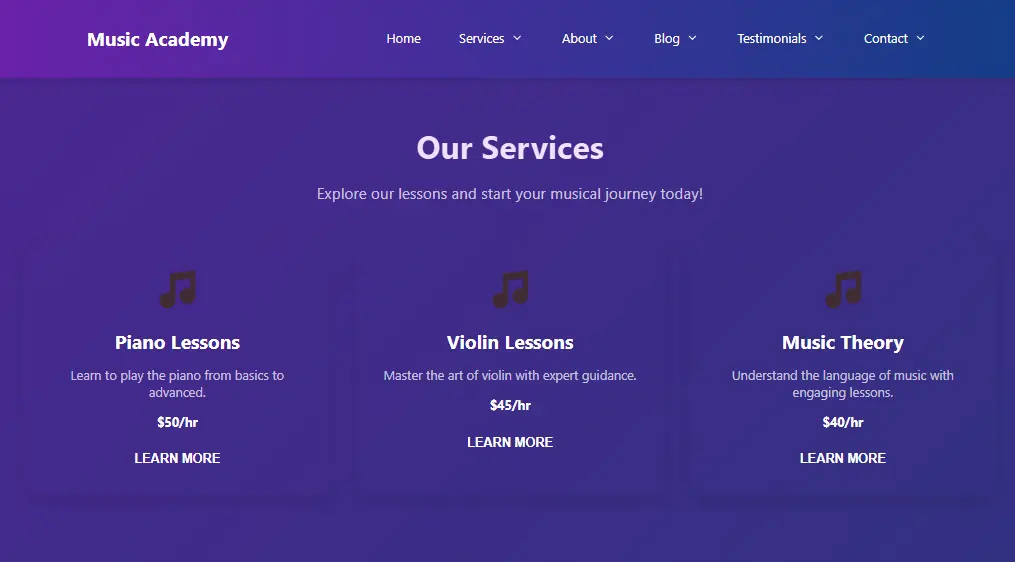 Music Academy Home Services About Blog Testimonials Contact
Our Services
Explore our lessons and start your musical journey today!
Piano Lessons
Learn to play the piano from basics to
advanced.
$50/hr
LEARN MORE
Violin Lessons
Master the art of violin with expert guidance.
$45/hr
LEARN MORE
Music Theory
Understand the language of music with
engaging lessons.
$40/hr
LEARN MORE